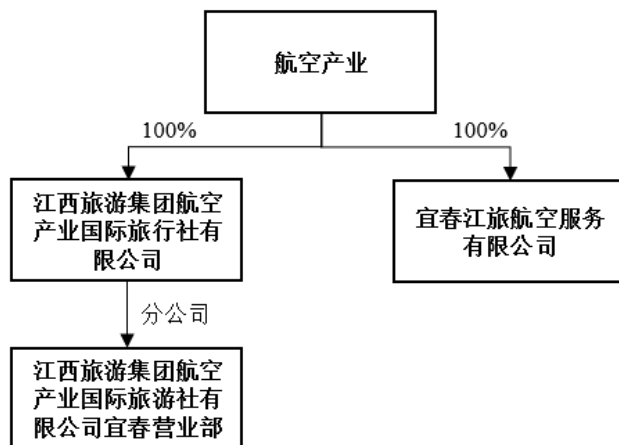 航空产业
100%
100%
江西旅游集团航空
产业国际旅行社有
限公司
宜春江旅航空服务
有限公司
分公司
江西旅游集团航空
产业国际旅游社有
限公司宜春营业部